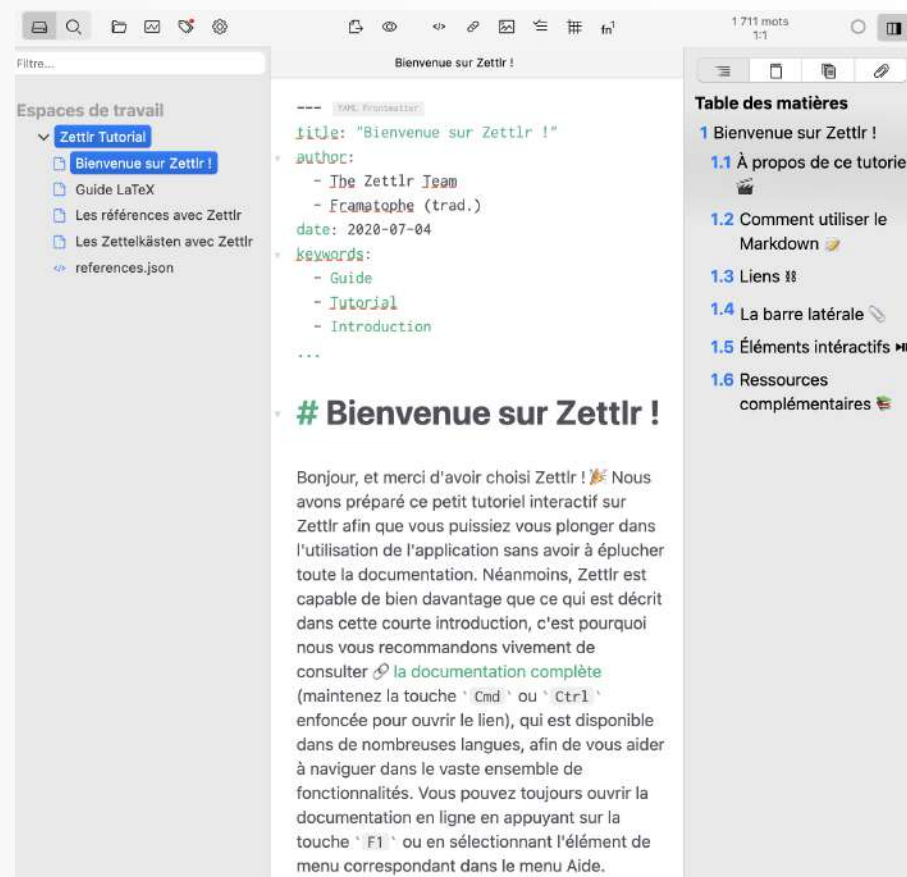 1 711 mots
1:1
fn¹
Filtre...
Bienvenue sur Zettlr !
Espaces de travail
Zettlr Tutorial
Bienvenue sur Zettlr !
Guide LaTeX
Les références avec Zettlr
Les Zettelkästen avec Zettlr
references.json
--- YAML Frontmatter
title: "Bienvenue sur Zettlr !"
author:
- The Zettlr Team
- Framatophe (trad.)
date: 2020-07-04
keywords:
- Guide
- Tutorial
- Introduction
...
# Bienvenue sur Zettlr !
Bonjour, et merci d'avoir choisi Zettlr ! 🎉 Nous
avons préparé ce petit tutoriel interactif sur
Zettlr afin que vous puissiez vous plonger dans
l'utilisation de l'application sans avoir à éplucher
toute la documentation. Néanmoins, Zettlr est
capable de bien davantage que ce qui est décrit
dans cette courte introduction, c'est pourquoi
nous vous recommandons vivement de
consulter 🔗 la documentation complète
(maintenez la touche `Cmd` ou `Ctrl`
enfoncée pour ouvrir le lien), qui est disponible
dans de nombreuses langues, afin de vous aider
à naviguer dans le vaste ensemble de
fonctionnalités. Vous pouvez toujours ouvrir la
documentation en ligne en appuyant sur la
touche `F1` ou en sélectionnant l'élément de
menu correspondant dans le menu Aide.
Table des matières
1 Bienvenue sur Zettlr !
1.1 À propos de ce tutorie
🎬
1.2 Comment utiliser le
Markdown 📝
1.3 Liens ⛓
1.4 La barre latérale 📎
1.5 Éléments intéractifs ⏯
1.6 Ressources
complémentaires 📚